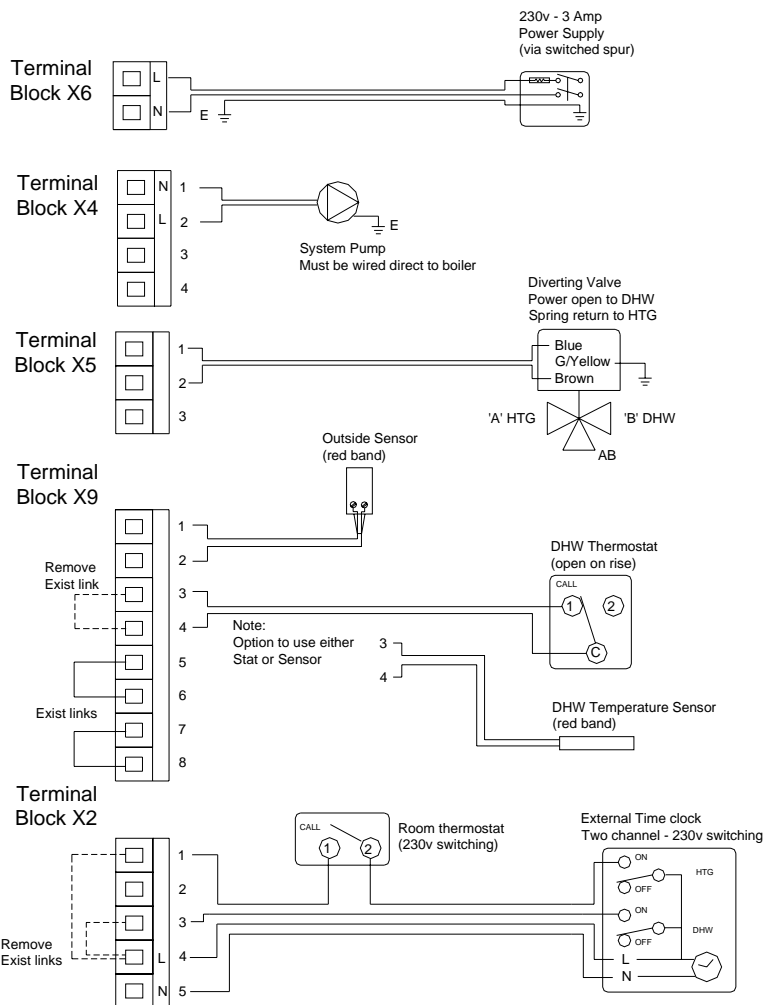 230v - 3 Amp
Power Supply
(via switched spur)
Terminal
Block X6
L
N
E
Terminal
Block X4
N 1
L 2
3
4
E
System Pump
Must be wired direct to boiler
Diverting Valve
Power open to DHW
Spring return to HTG
Terminal
Block X5
1
2
3
Blue
G/Yellow
Brown
'A' HTG
'B' DHW
AB
Outside Sensor
(red band)
Terminal
Block X9
1
2
3
4
5
6
7
8
Remove
Exist link
Exist links
Note:
Option to use either
Stat or Sensor
3
4
DHW Thermostat
(open on rise)
CALL
1 2
C
DHW Temperature Sensor
(red band)
Terminal
Block X2
1
2
3
L 4
N 5
Remove
Exist links
CALL
1 2
Room thermostat
(230v switching)
External Time clock
Two channel - 230v switching
ON
HTG
OFF
ON
DHW
OFF
L
N